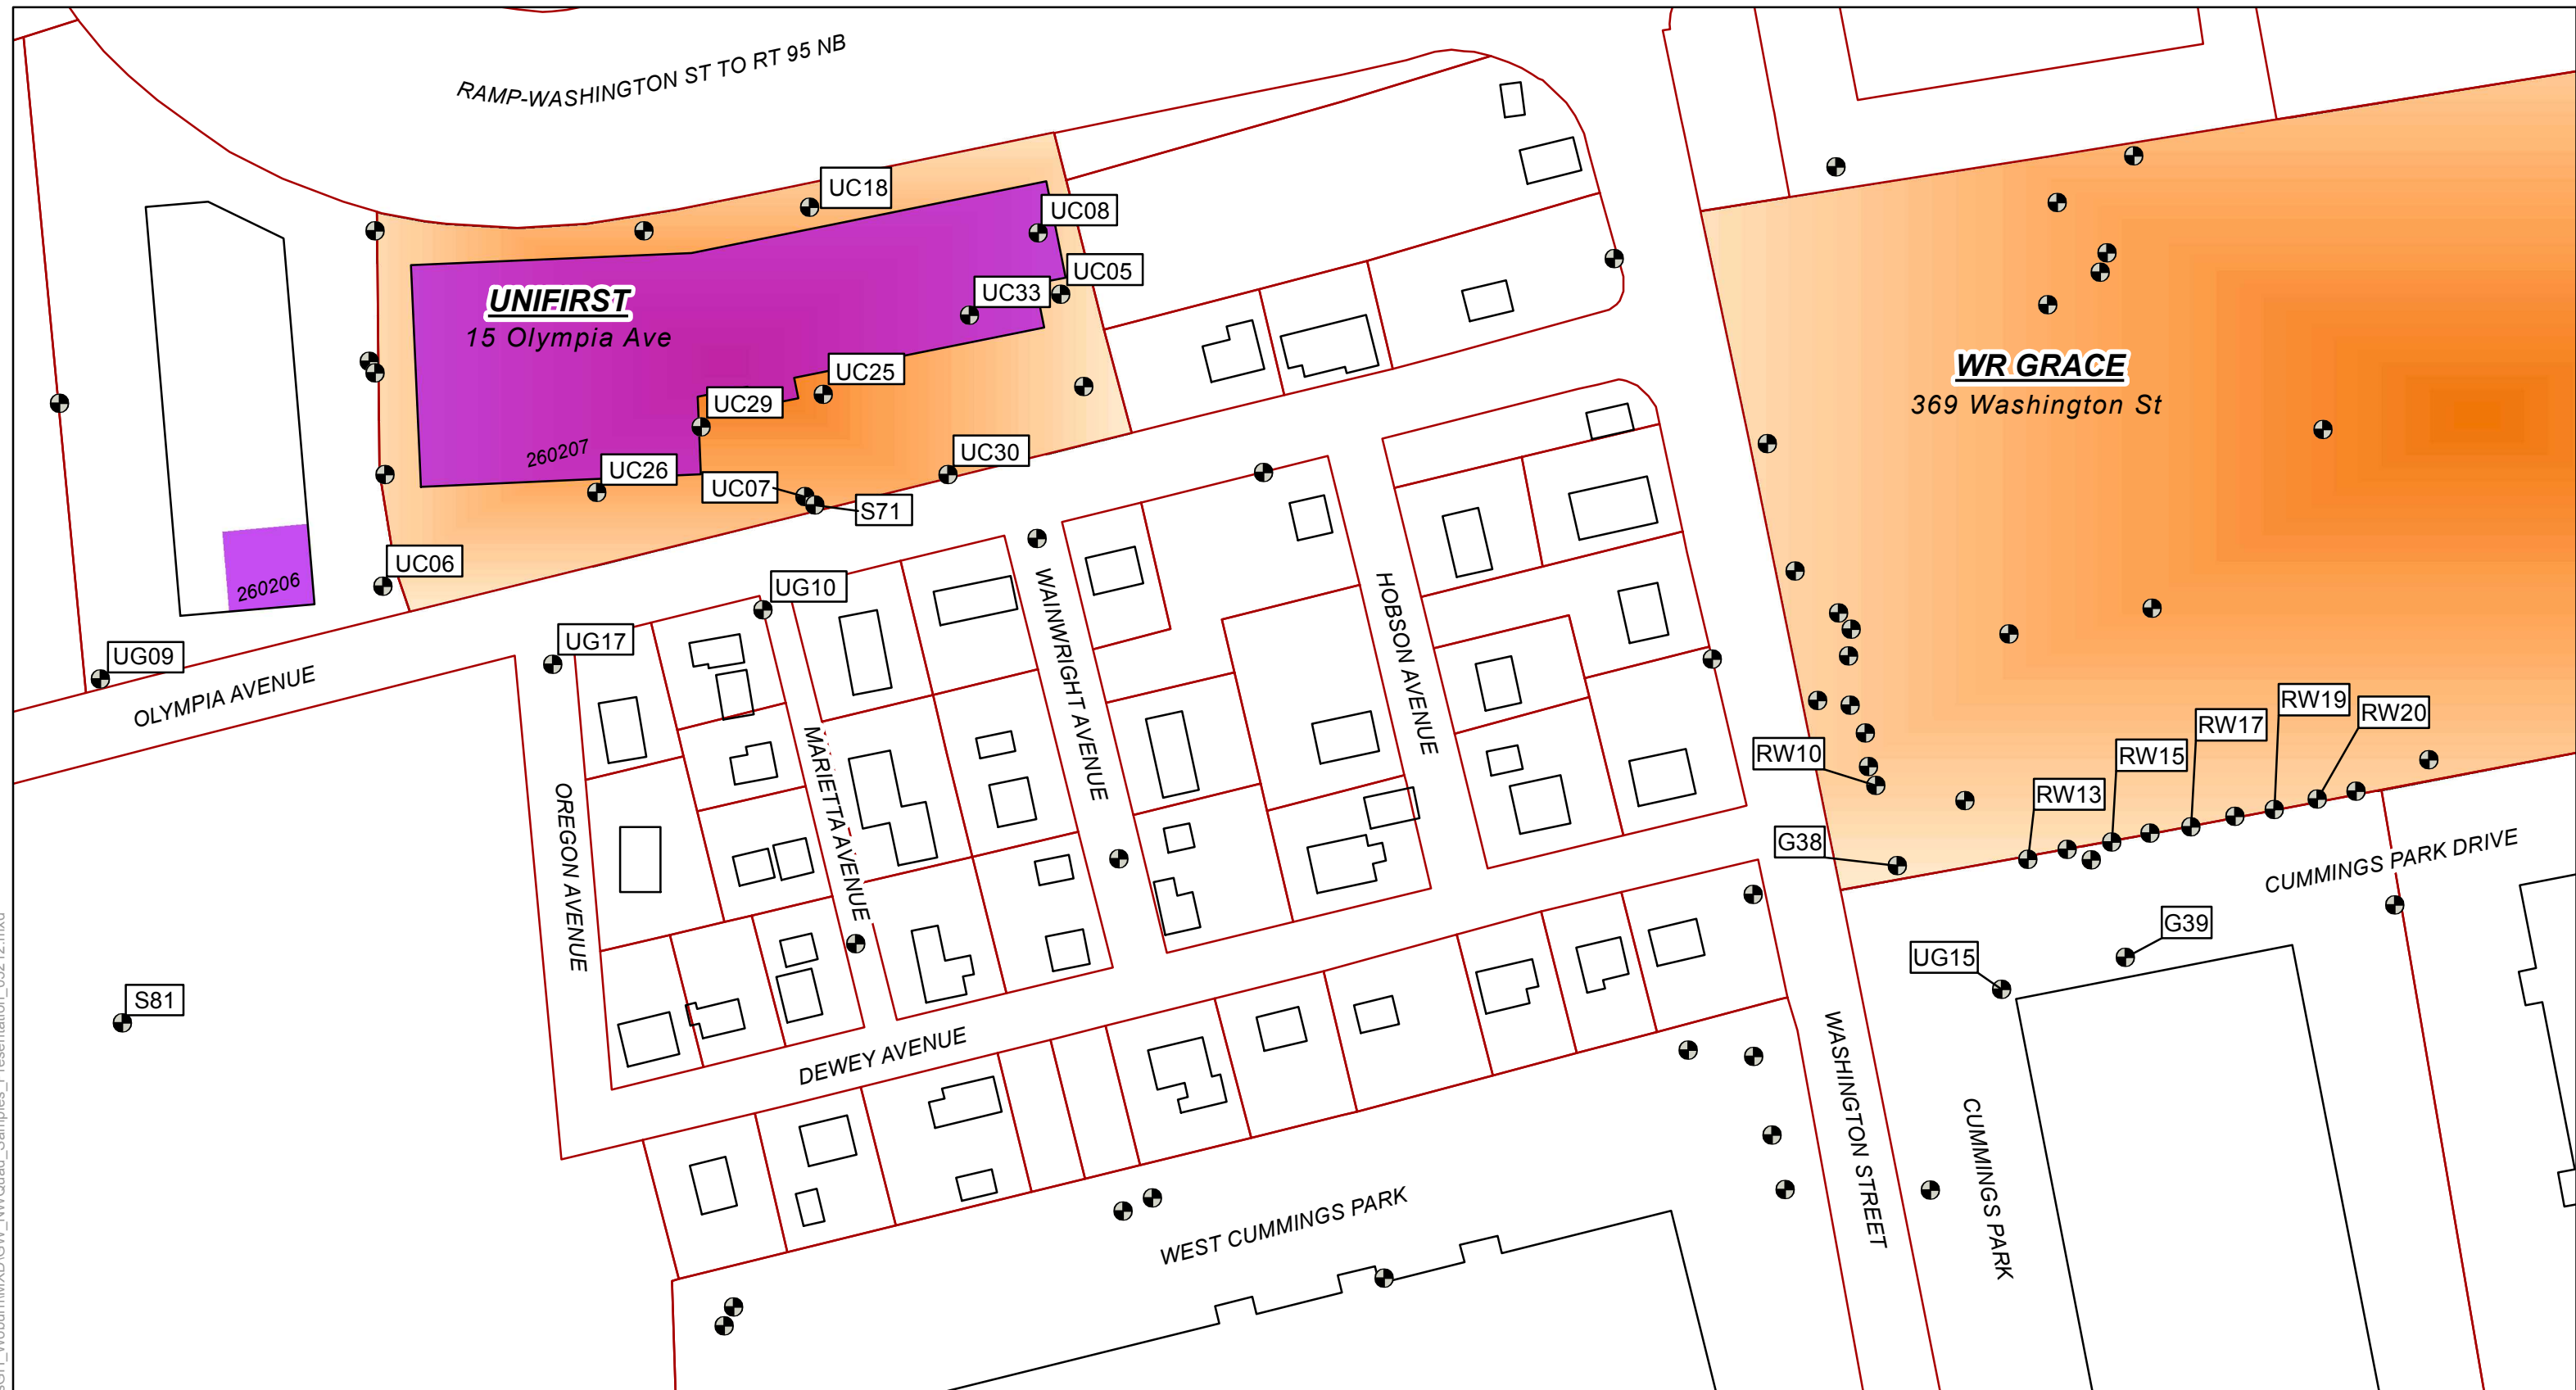 RAMP-WASHINGTON ST TO RT 95 NB
UC18
UC08
UC05
UC33
UNIFIRST
15 Olympia Ave
UC25
UC29
260207
UC26
UC30
UC07
S71
260206
UC06
UG10
UG17
UG09
OLYMPIA AVENUE
WAINWRIGHT AVENUE
HOBSON AVENUE
MARIETTA AVENUE
OREGON AVENUE
DEWEY AVENUE
S81
WR GRACE
369 Washington St
RW19
RW20
RW17
RW15
RW10
RW13
G38
CUMMINGS PARK DRIVE
G39
UG15
WASHINGTON STREET
CUMMINGS PARK
WEST CUMMINGS PARK